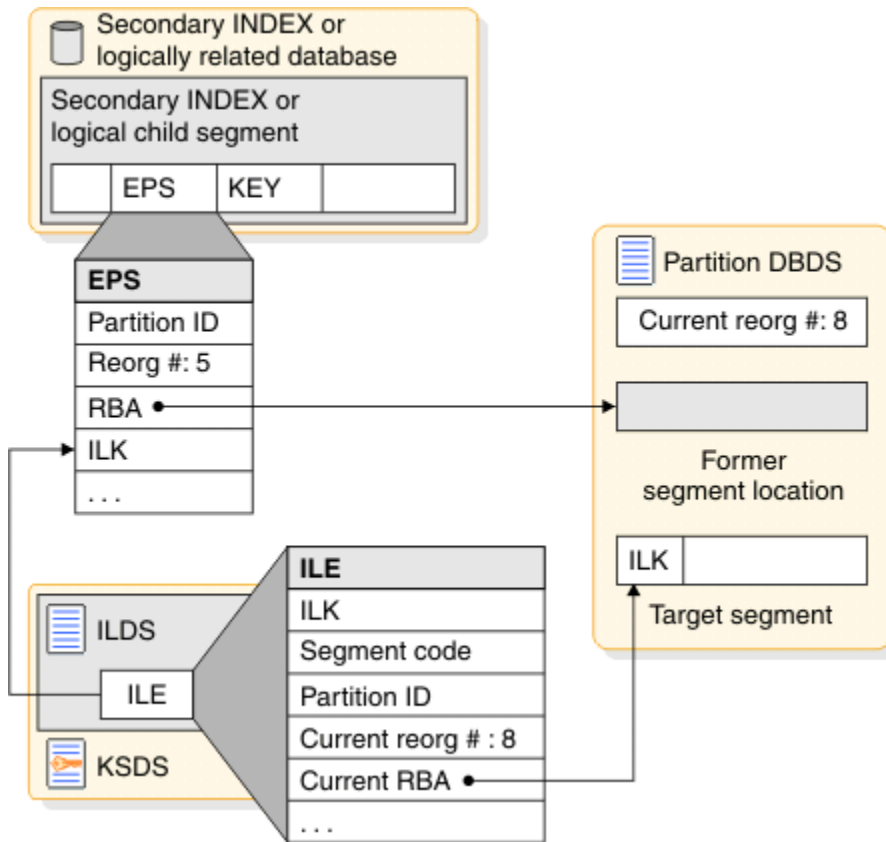 Secondary INDEX or
logically related database
Secondary INDEX or
logical child segment
EPS KEY
EPS
Partition ID
Reorg #: 5
RBA
ILK
. . .
Partition DBDS
Current reorg #: 8
Former
segment location
ILK
Target segment
ILDS
ILE
KSDS
ILE
ILK
Segment code
Partition ID
Current reorg # : 8
Current RBA
. . .